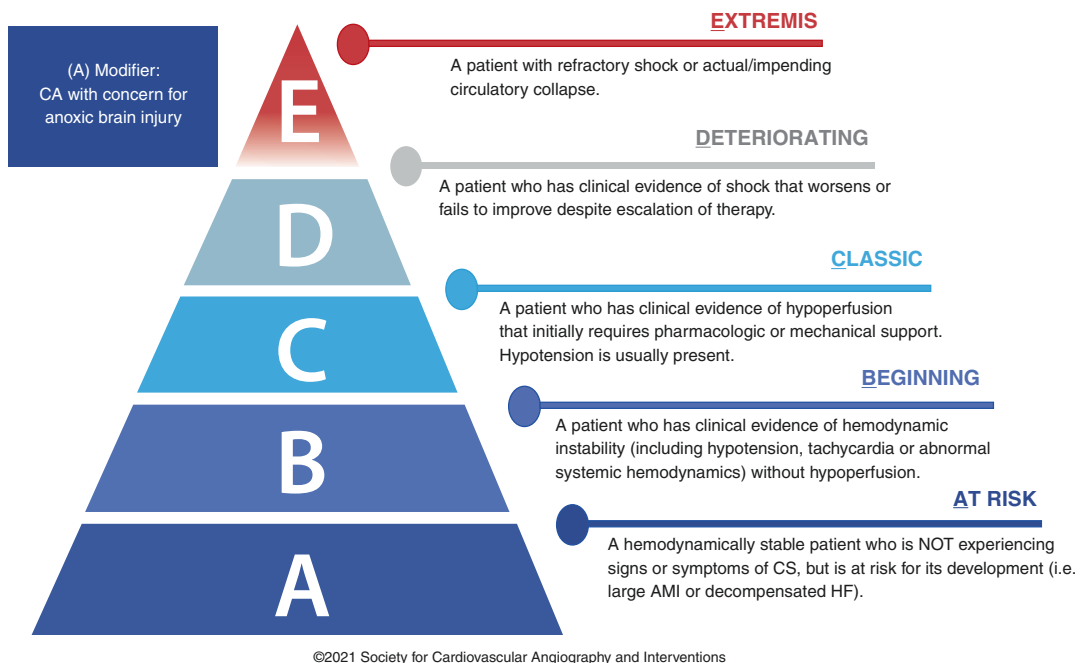 (A) Modifier:
CA with concern for
anoxic brain injury
E
D
C
B
A
EXTREMIS
A patient with refractory shock or actual/impending
circulatory collapse.
DETERIORATING
A patient who has clinical evidence of shock that worsens or
fails to improve despite escalation of therapy.
CLASSIC
A patient who has clinical evidence of hypoperfusion
that initially requires pharmacologic or mechanical support.
Hypotension is usually present.
BEGINNING
A patient who has clinical evidence of hemodynamic
instability (including hypotension, tachycardia or abnormal
systemic hemodynamics) without hypoperfusion.
AT RISK
A hemodynamically stable patient who is NOT experiencing
signs or symptoms of CS, but is at risk for its development (i.e.
large AMI or decompensated HF).
©2021 Society for Cardiovascular Angiography and Interventions